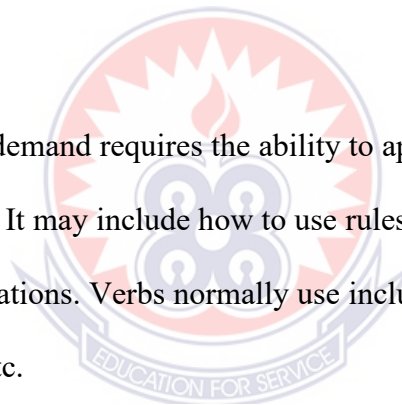 demand requires the ability to ap
It may include how to use rules
ations. Verbs normally use inclu
tc.
EDUCATION FOR SERVICE